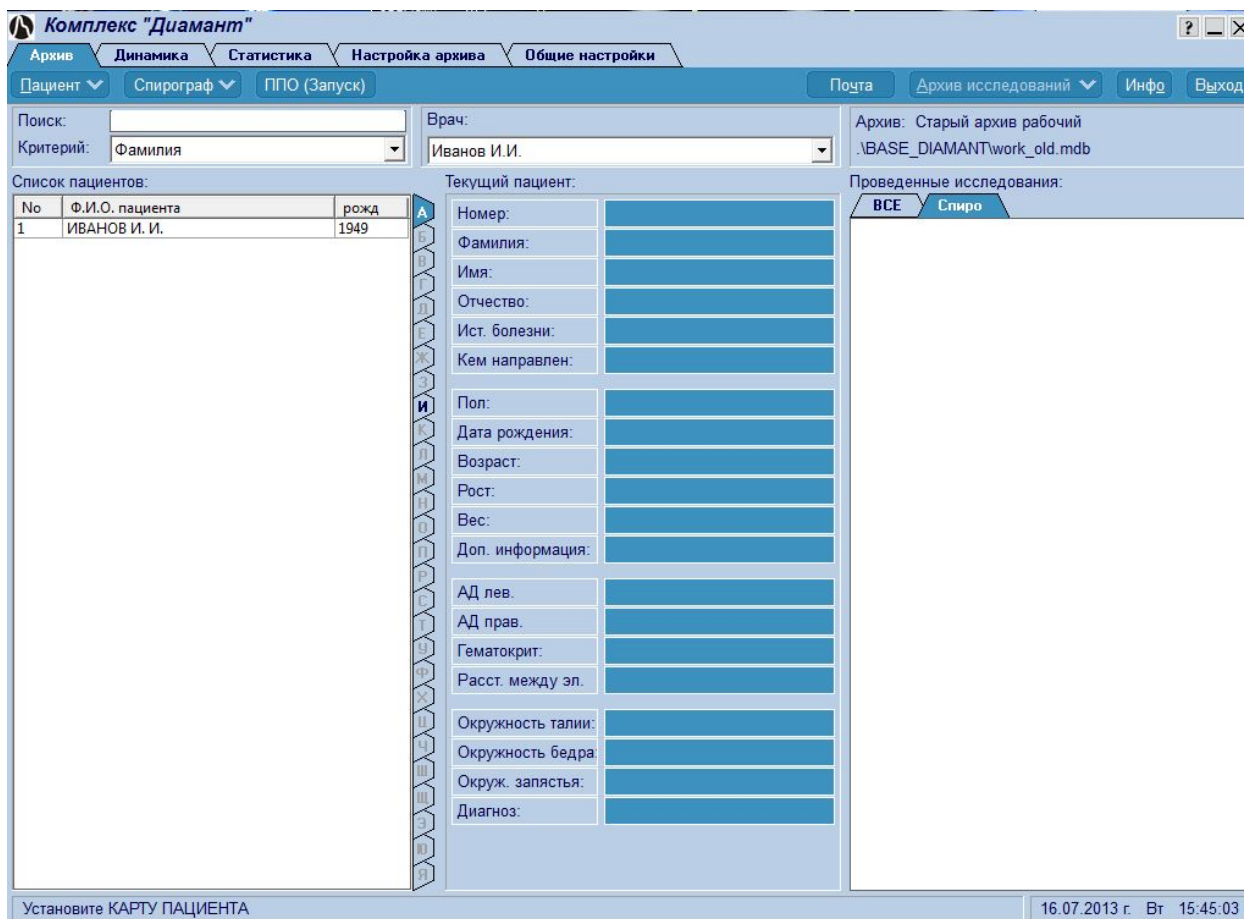 Комплекс "Диамант"
? _ X
Архив Динамика Статистика Настройка архива Общие настройки
Пациент Спирограф ППО (Запуск) Почта Архив исследований Инфо Выход
Поиск:
Критерий: Фамилия
Врач:
Иванов И.И.
Архив: Старый архив рабочий
.\BASE_DIAMANT\work_old.mdb
Список пациентов:
No Ф.И.О. пациента рожд
1 ИВАНОВ И. И. 1949
А
Б
В
Г
Д
Е
Ж
З
И
К
Л
М
Н
О
П
Р
С
Т
У
Ф
Х
Ц
Ч
Ш
Щ
Э
Ю
Я
Текущий пациент:
Номер:
Фамилия:
Имя:
Отчество:
Ист. болезни:
Кем направлен:
Пол:
Дата рождения:
Возраст:
Рост:
Вес:
Доп. информация:
АД лев.
АД прав.
Гематокрит:
Расст. между эл.
Окружность талии:
Окружность бедра:
Окруж. запястья:
Диагноз:
Проведенные исследования:
ВСЕ Спиро
Установите КАРТУ ПАЦИЕНТА
16.07.2013 г. Вт 15:45:03